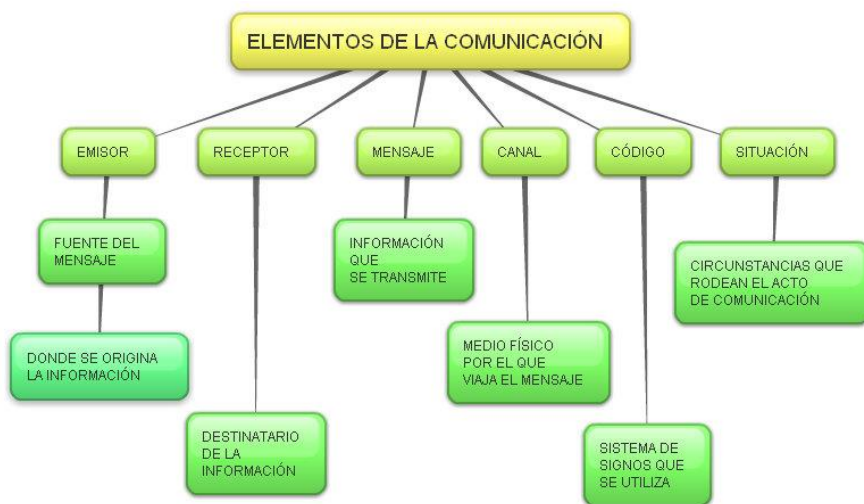 ELEMENTOS DE LA COMUNICACIÓN
EMISOR
RECEPTOR
MENSAJE
CANAL
CÓDIGO
SITUACIÓN
FUENTE DEL
MENSAJE
DONDE SE ORIGINA
LA INFORMACIÓN
DESTINATARIO
DE LA
INFORMACIÓN
INFORMACIÓN
QUE
SE TRANSMITE
MEDIO FÍSICO
POR EL QUE
VIAJA EL MENSAJE
SISTEMA DE
SIGNOS QUE
SE UTILIZA
CIRCUNSTANCIAS QUE
RODEAN EL ACTO
DE COMUNICACIÓN